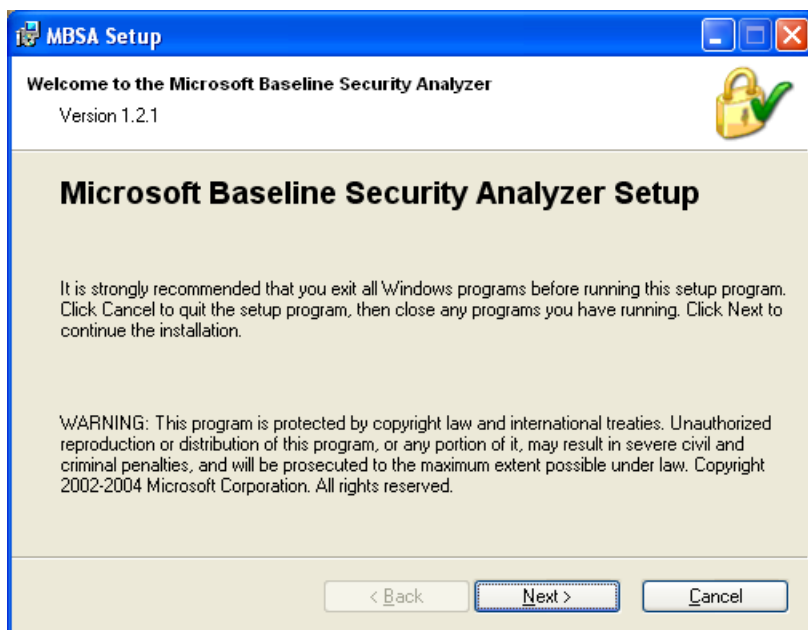 MBSA Setup
Welcome to the Microsoft Baseline Security Analyzer
Version 1.2.1
Microsoft Baseline Security Analyzer Setup
It is strongly recommended that you exit all Windows programs before running this setup program.
Click Cancel to quit the setup program, then close any programs you have running. Click Next to
continue the installation.
WARNING: This program is protected by copyright law and international treaties. Unauthorized
reproduction or distribution of this program, or any portion of it, may result in severe civil and
criminal penalties, and will be prosecuted to the maximum extent possible under law. Copyright
2002-2004 Microsoft Corporation. All rights reserved.
< Back Next > Cancel